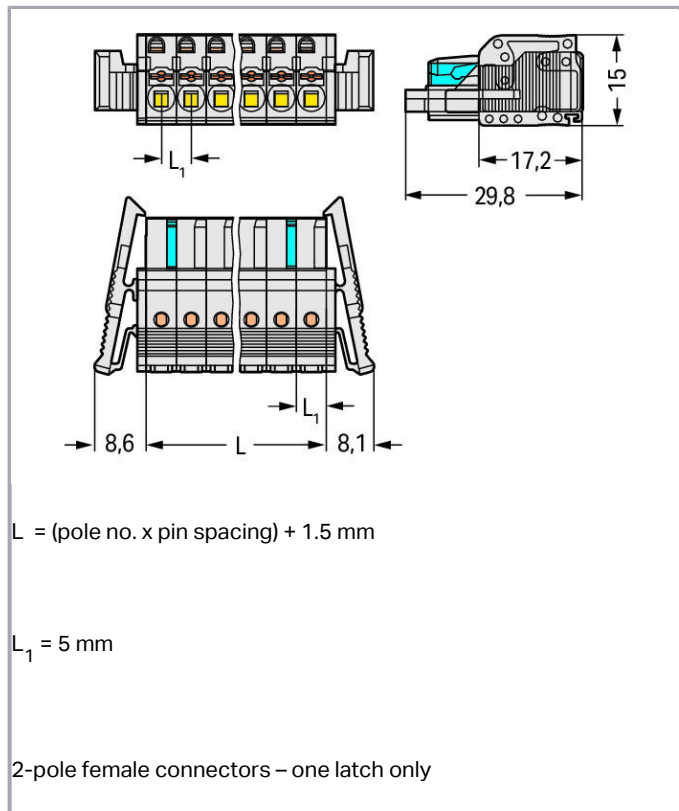 L₁
15
17,2
29,8
L₁
8,6
L
8,1
L = (pole no. x pin spacing) + 1.5 mm
L₁ = 5 mm
2-pole female connectors – one latch only